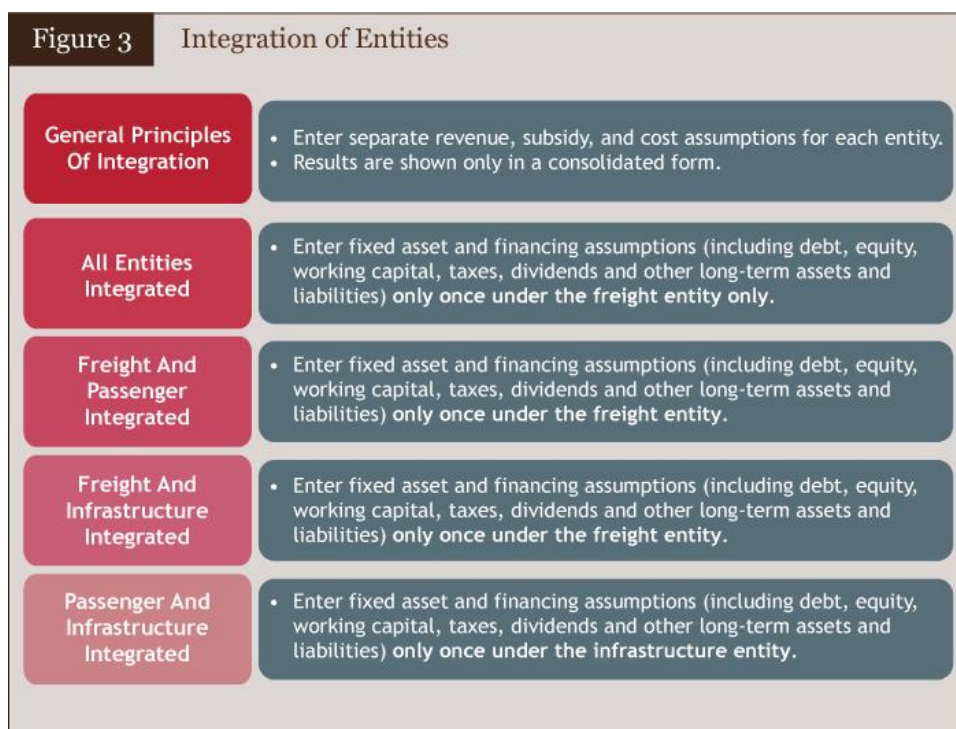 Figure 3
Integration of Entities
General Principles
Of Integration
• Enter separate revenue, subsidy, and cost assumptions for each entity.
• Results are shown only in a consolidated form.
All Entities
Integrated
• Enter fixed asset and financing assumptions (including debt, equity,
working capital, taxes, dividends and other long-term assets and
liabilities) only once under the freight entity only.
Freight And
Passenger
Integrated
• Enter fixed asset and financing assumptions (including debt, equity,
working capital, taxes, dividends and other long-term assets and
liabilities) only once under the freight entity.
Freight And
Infrastructure
Integrated
• Enter fixed asset and financing assumptions (including debt, equity,
working capital, taxes, dividends and other long-term assets and
liabilities) only once under the freight entity.
Passenger And
Infrastructure
Integrated
• Enter fixed asset and financing assumptions (including debt, equity,
working capital, taxes, dividends and other long-term assets and
liabilities) only once under the infrastructure entity.